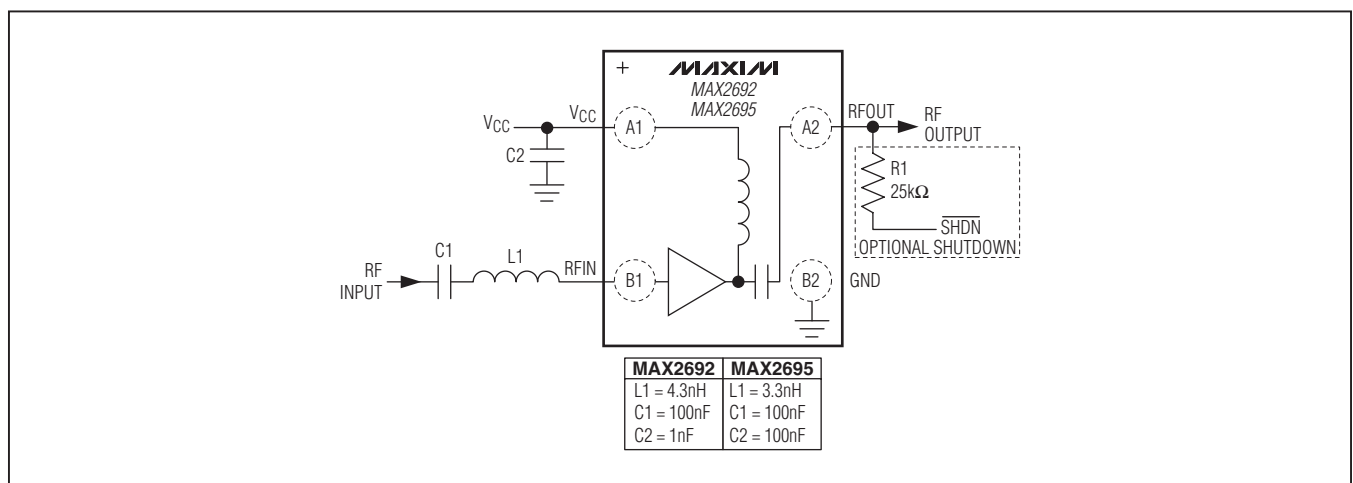 +
MAXIM
MAX2692
MAX2695
VCC
VCC
A1
C2
A2
RFOUT
RF
OUTPUT
R1
25kΩ
SHDN
OPTIONAL SHUTDOWN
C1
L1
RFIN
RF
INPUT
B1
B2
GND
MAX2692 MAX2695
L1 = 4.3nH L1 = 3.3nH
C1 = 100nF C1 = 100nF
C2 = 1nF C2 = 100nF